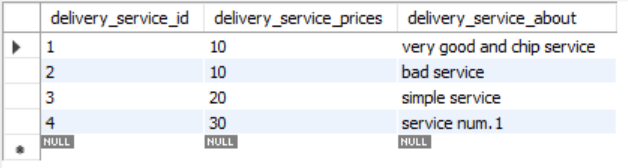 delivery_service_id delivery_service_prices delivery_service_about
1 10 very good and chip service
2 10 bad service
3 20 simple service
4 30 service num.1
NULL NULL NULL